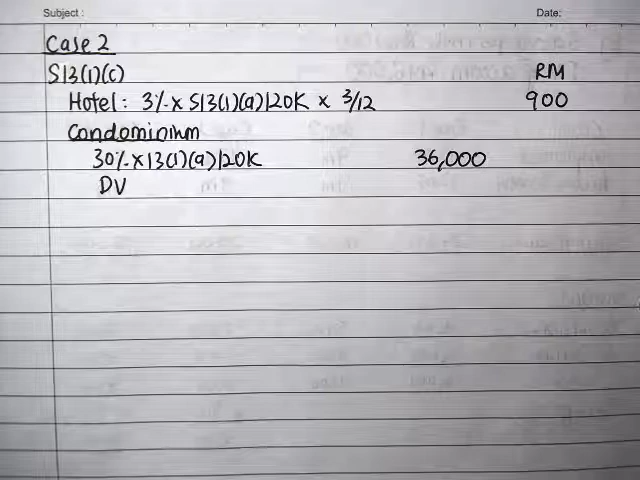 Subject : Date:
Case 2
S13(1)(c) RM
Hotel : 3% x S13(1)(a) 120K x 3/12 900
Condominium
30% x 13(1)(a) 120K 36,000
DV